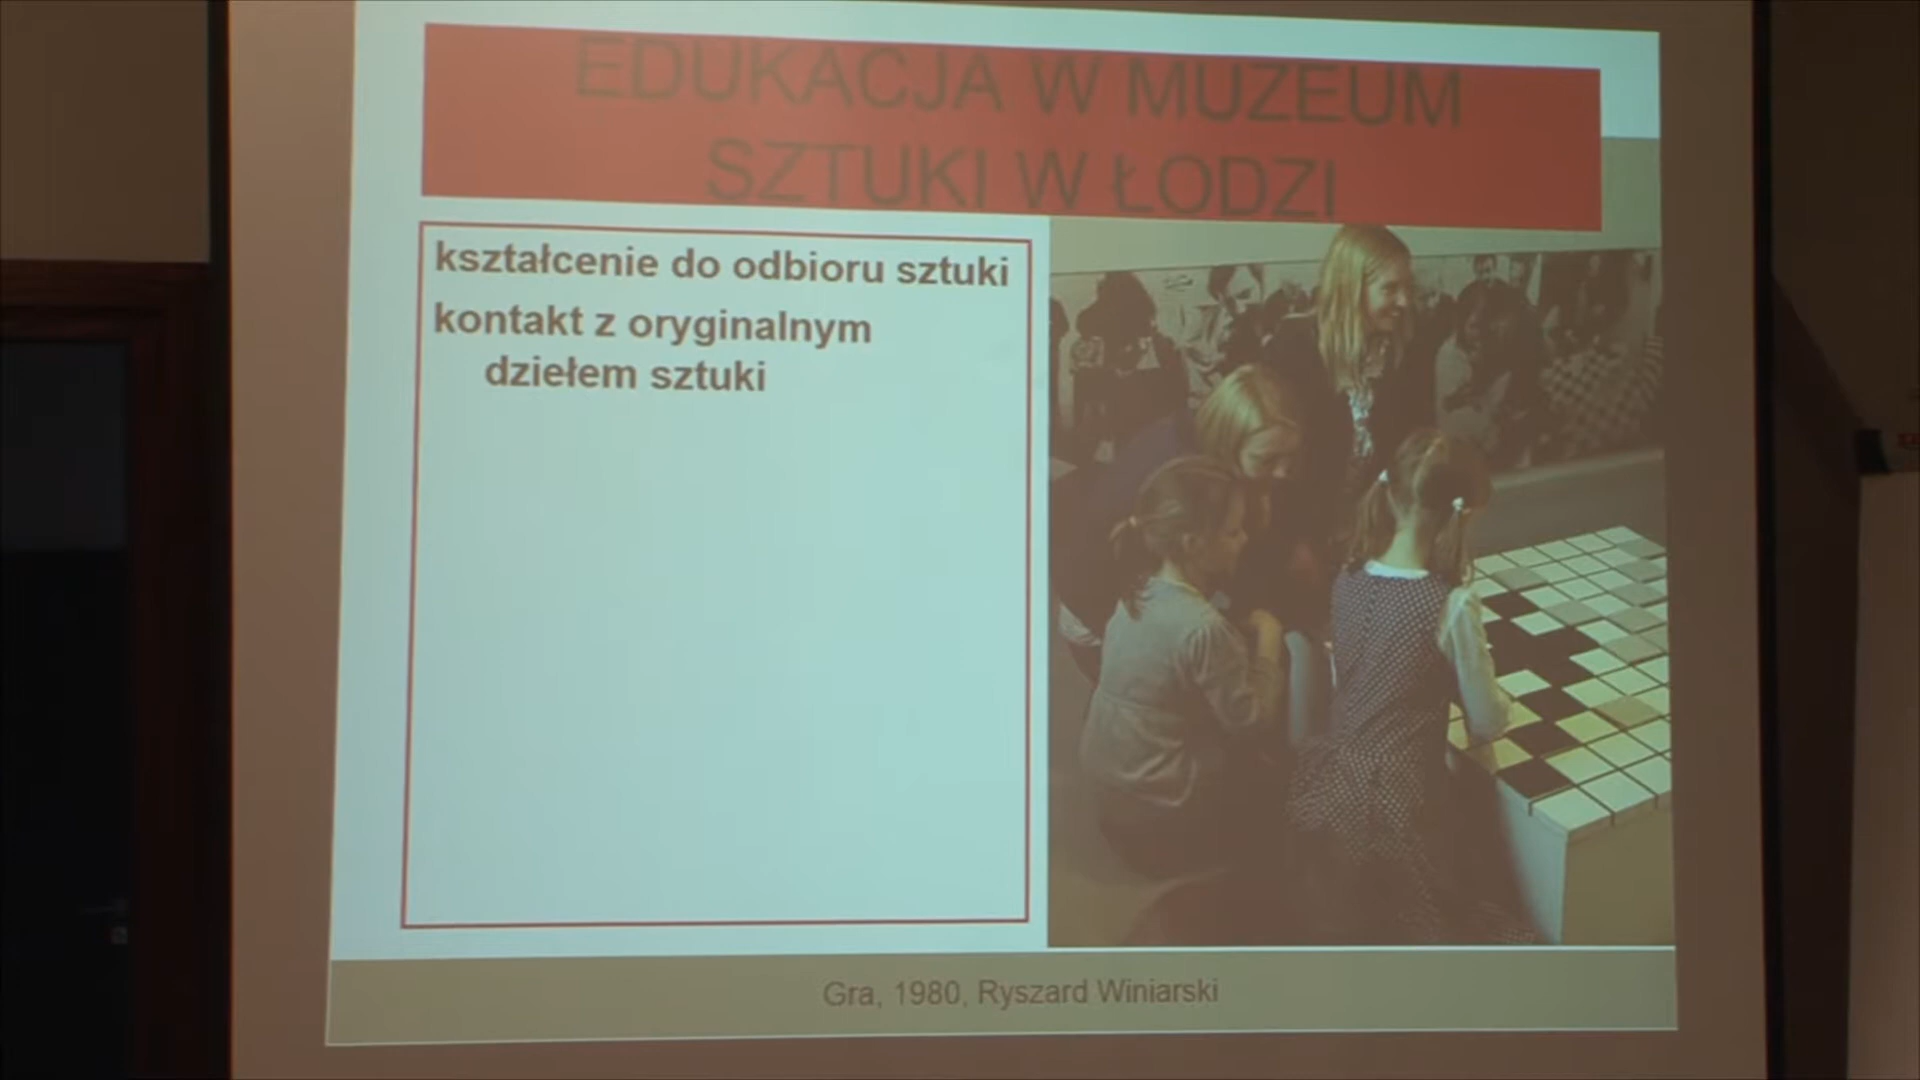 EDUKACJA W MUZEUM
SZTUKI W ŁODZI
kształcenie do odbioru sztuki
kontakt z oryginalnym
dziełem sztuki
Gra, 1980, Ryszard Winiarski